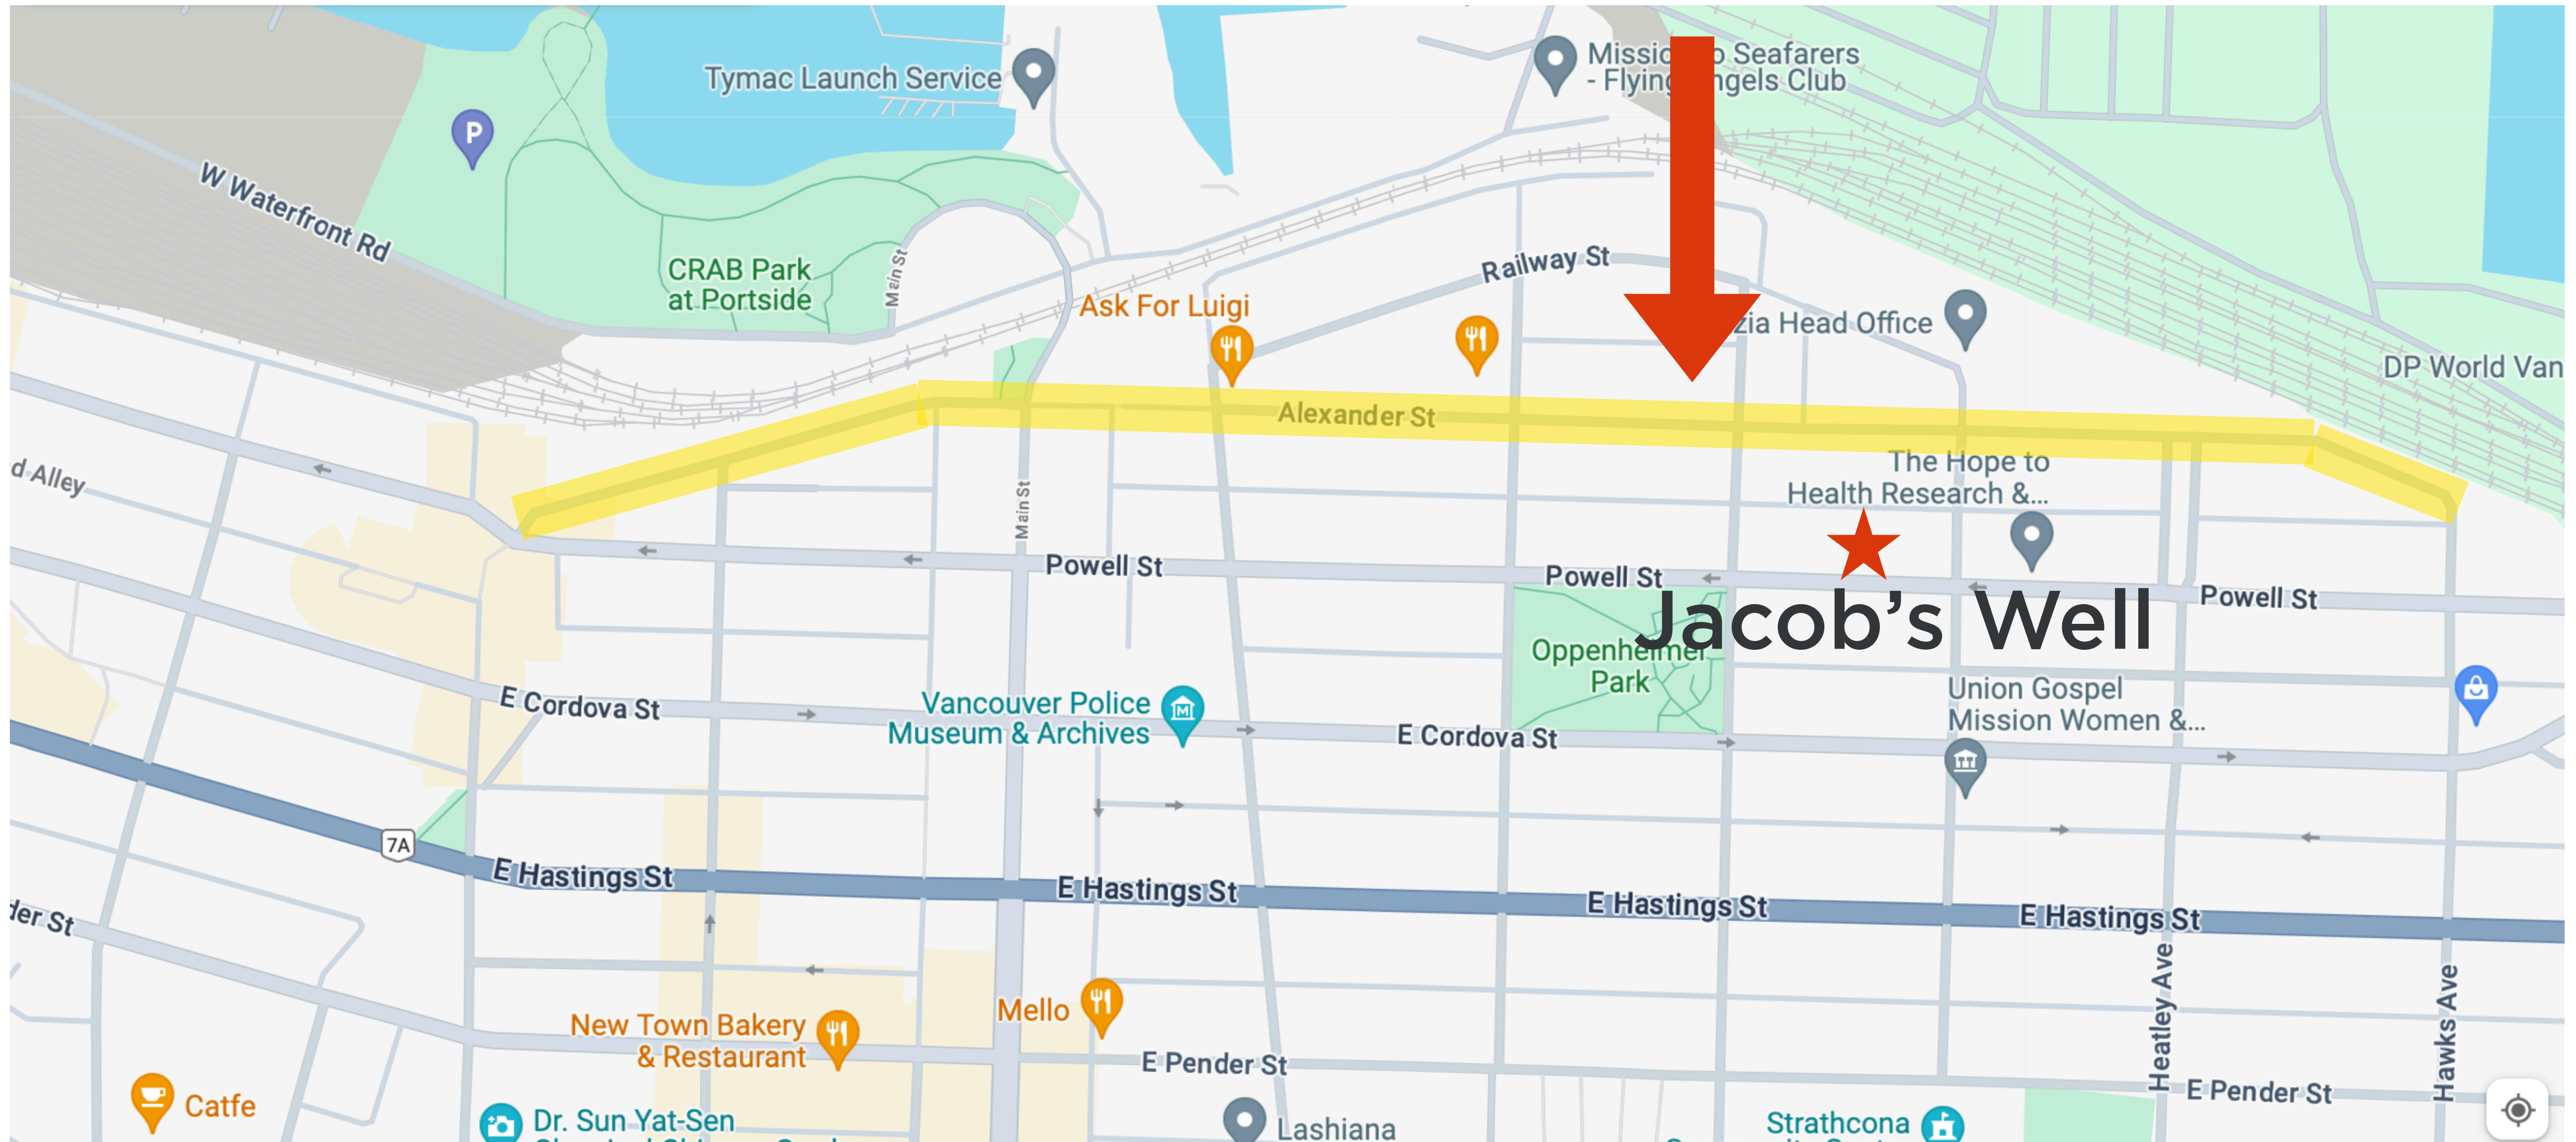 Tymac Launch Service
Missio
o Seafarers
- Flying
ngels Club
P
W Waterfront Rd
CRAB Park
at Portside
Main St
Railway St
Ask For Luigi
zia Head Office
DP World Van
Alexander St
d Alley
The Hope to
Health Research &...
Main St
Powell St
Powell St
Powell St
Jacob's Well
Oppenheimer
Park
E Cordova St
Vancouver Police
Museum & Archives
M
E Cordova St
Union Gospel
Mission Women &...
7A
E Hastings St
E Hastings St
E Hastings St
E Hastings St
der St
Heatley Ave
Hawks Ave
New Town Bakery
& Restaurant
Mello
E Pender St
E Pender St
Catfe
Dr. Sun Yat-Sen
Lashiana
Strathcona